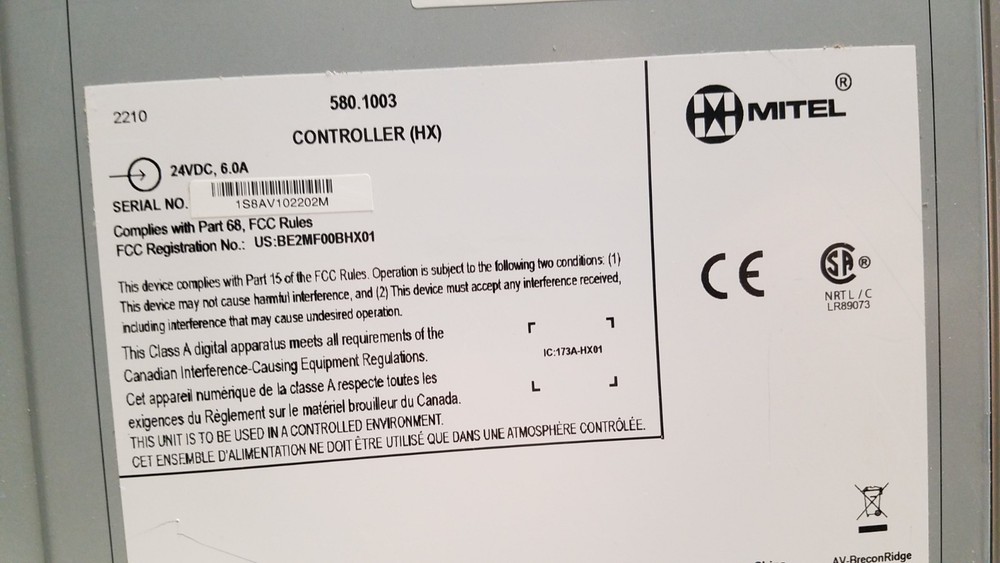 2210
580.1003
CONTROLLER (HX)
24VDC, 6.0A
SERIAL NO.
1S8AV102202M
Complies with Part 68, FCC Rules
FCC Registration No.: US:BE2MF00BHX01
This device complies with Part 15 of the FCC Rules. Operation is subject to the following two conditions: (1)
This device may not cause harmful interference, and (2) This device must accept any interference received,
including interference that may cause undesired operation.
This Class A digital apparatus meets all requirements of the
Canadian Interference-Causing Equipment Regulations.
Cet appareil numérique de la classe A respecte toutes les
exigences du Règlement sur le matériel brouilleur du Canada.
THIS UNIT IS TO BE USED IN A CONTROLLED ENVIRONMENT.
CET ENSEMBLE D'ALIMENTATION NE DOIT ÊTRE UTILISÉ QUE DANS UNE ATMOSPHÈRE CONTRÔLÉE.
IC:173A-HX01
MITEL®
CE
SA®
NRTL/C
LR89073
AV-BreconRidge